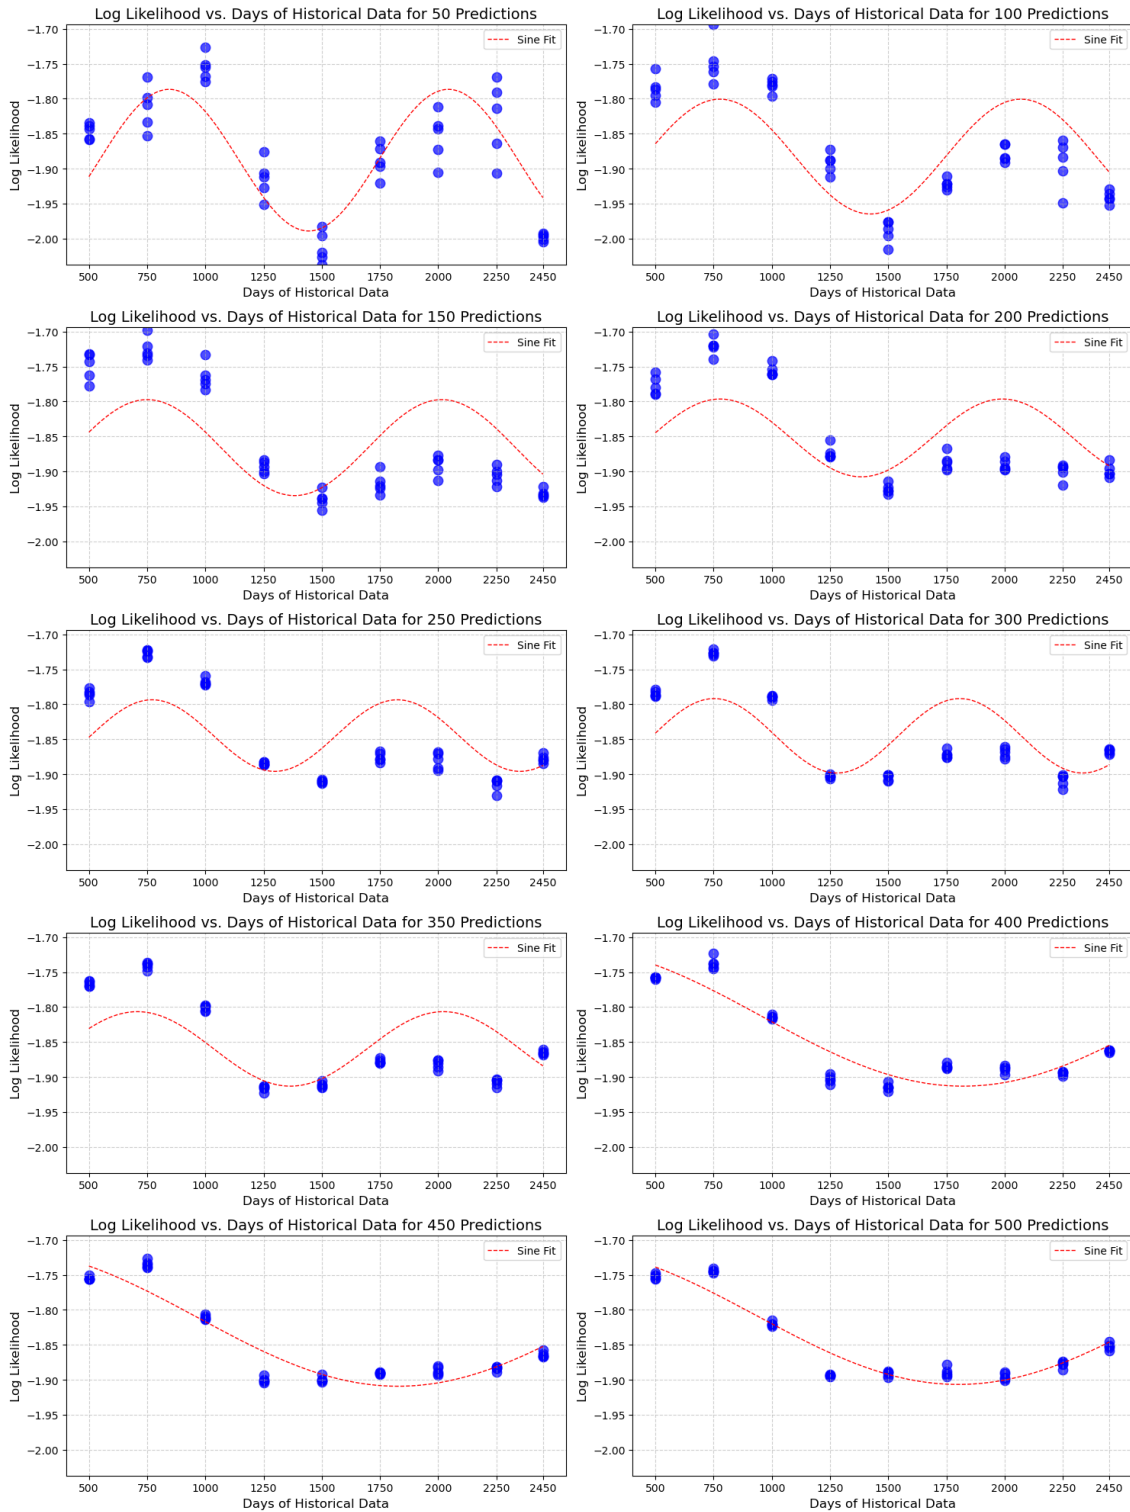 Log Likelihood vs. Days of Historical Data for 50 Predictions
Sine Fit
Log Likelihood
−1.70
−1.75
−1.80
−1.85
−1.90
−1.95
−2.00
500 750 1000 1250 1500 1750 2000 2250 2450
Days of Historical Data
Log Likelihood vs. Days of Historical Data for 100 Predictions
Sine Fit
Log Likelihood
−1.70
−1.75
−1.80
−1.85
−1.90
−1.95
−2.00
500 750 1000 1250 1500 1750 2000 2250 2450
Days of Historical Data
Log Likelihood vs. Days of Historical Data for 150 Predictions
Sine Fit
Log Likelihood
−1.70
−1.75
−1.80
−1.85
−1.90
−1.95
−2.00
500 750 1000 1250 1500 1750 2000 2250 2450
Days of Historical Data
Log Likelihood vs. Days of Historical Data for 200 Predictions
Sine Fit
Log Likelihood
−1.70
−1.75
−1.80
−1.85
−1.90
−1.95
−2.00
500 750 1000 1250 1500 1750 2000 2250 2450
Days of Historical Data
Log Likelihood vs. Days of Historical Data for 250 Predictions
Sine Fit
Log Likelihood
−1.70
−1.75
−1.80
−1.85
−1.90
−1.95
−2.00
500 750 1000 1250 1500 1750 2000 2250 2450
Days of Historical Data
Log Likelihood vs. Days of Historical Data for 300 Predictions
Sine Fit
Log Likelihood
−1.70
−1.75
−1.80
−1.85
−1.90
−1.95
−2.00
500 750 1000 1250 1500 1750 2000 2250 2450
Days of Historical Data
Log Likelihood vs. Days of Historical Data for 350 Predictions
Sine Fit
Log Likelihood
−1.70
−1.75
−1.80
−1.85
−1.90
−1.95
−2.00
500 750 1000 1250 1500 1750 2000 2250 2450
Days of Historical Data
Log Likelihood vs. Days of Historical Data for 400 Predictions
Sine Fit
Log Likelihood
−1.70
−1.75
−1.80
−1.85
−1.90
−1.95
−2.00
500 750 1000 1250 1500 1750 2000 2250 2450
Days of Historical Data
Log Likelihood vs. Days of Historical Data for 450 Predictions
Sine Fit
Log Likelihood
−1.70
−1.75
−1.80
−1.85
−1.90
−1.95
−2.00
500 750 1000 1250 1500 1750 2000 2250 2450
Days of Historical Data
Log Likelihood vs. Days of Historical Data for 500 Predictions
Sine Fit
Log Likelihood
−1.70
−1.75
−1.80
−1.85
−1.90
−1.95
−2.00
500 750 1000 1250 1500 1750 2000 2250 2450
Days of Historical Data